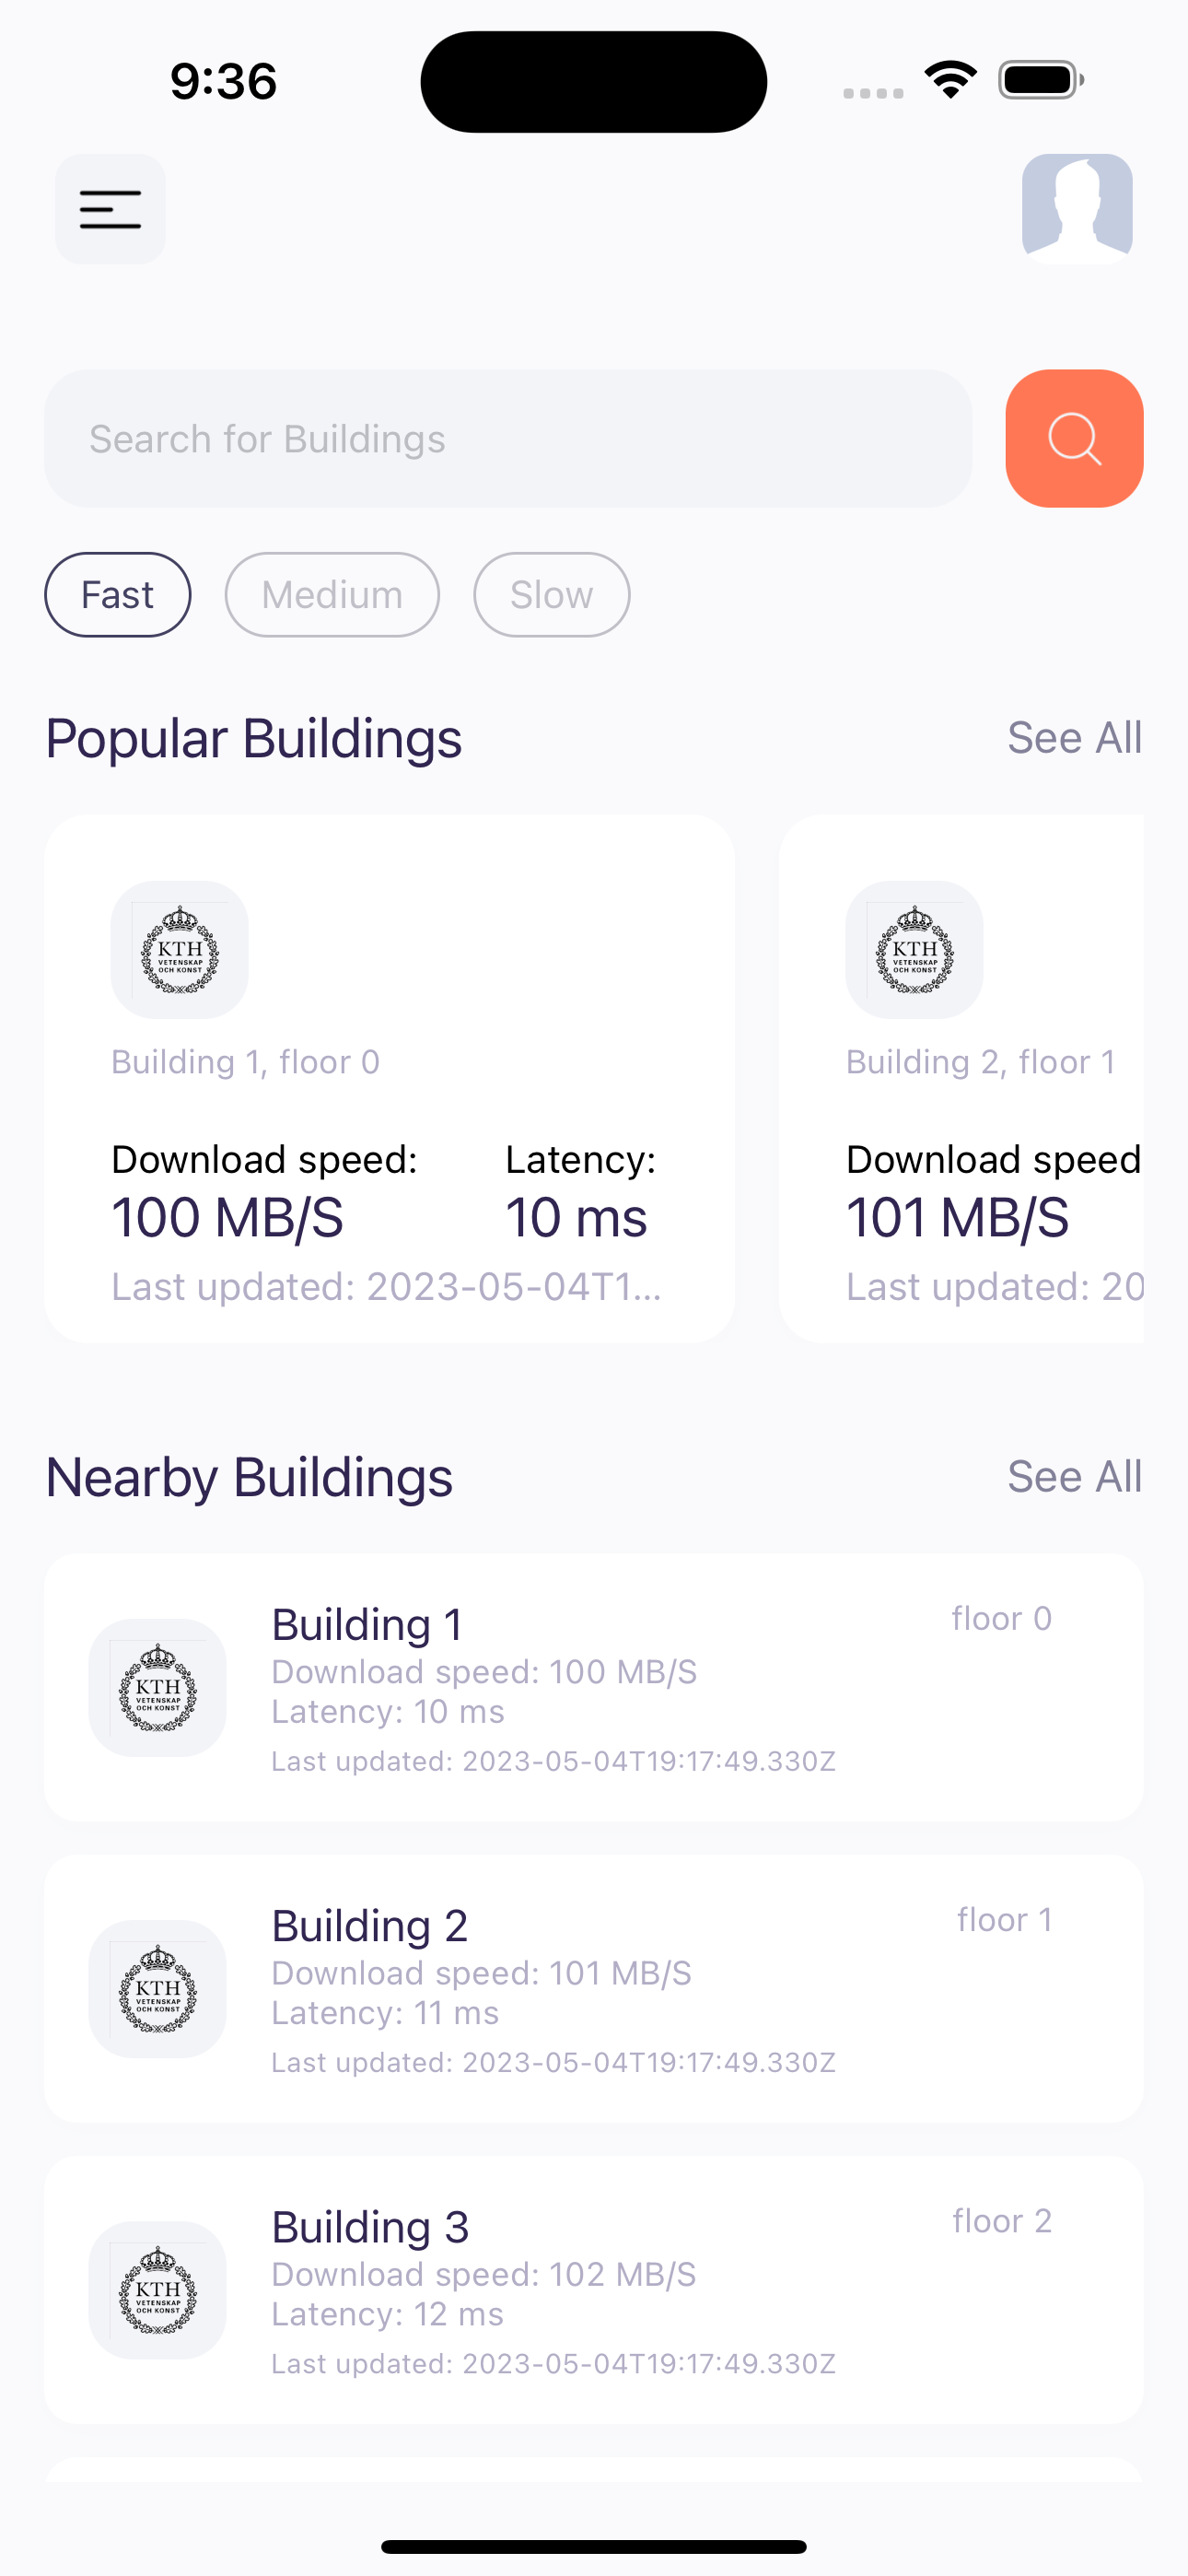 9:36
Search for Buildings
Fast
Medium
Slow
Popular Buildings
See All
KTH
VETENSKAP
OCH KONST
Building 1, floor 0
Download speed:
Latency:
100 MB/S
10 ms
Last updated: 2023-05-04T1...
KTH
VETENSKAP
OCH KONST
Building 2, floor 1
Download speed
101 MB/S
Last updated: 20
Nearby Buildings
See All
KTH
VETENSKAP
OCH KONST
Building 1
floor 0
Download speed: 100 MB/S
Latency: 10 ms
Last updated: 2023-05-04T19:17:49.330Z
KTH
VETENSKAP
OCH KONST
Building 2
floor 1
Download speed: 101 MB/S
Latency: 11 ms
Last updated: 2023-05-04T19:17:49.330Z
KTH
VETENSKAP
OCH KONST
Building 3
floor 2
Download speed: 102 MB/S
Latency: 12 ms
Last updated: 2023-05-04T19:17:49.330Z